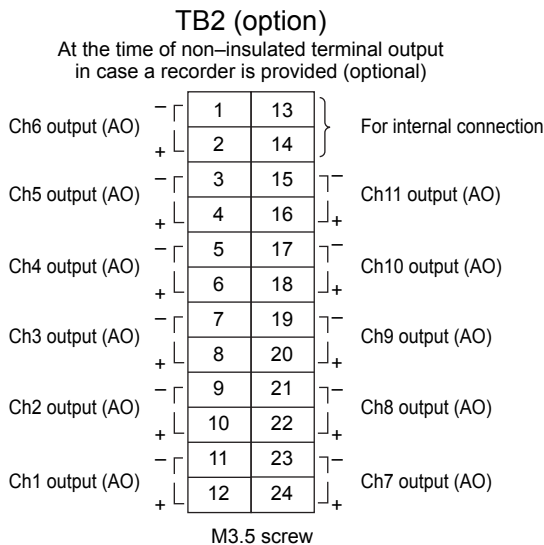 TB2 (option)
At the time of non–insulated terminal output
in case a recorder is provided (optional)
Ch6 output (AO) – 1 13 For internal connection
+ 2 14
Ch5 output (AO) – 3 15 – Ch11 output (AO)
+ 4 16 +
Ch4 output (AO) – 5 17 – Ch10 output (AO)
+ 6 18 +
Ch3 output (AO) – 7 19 – Ch9 output (AO)
+ 8 20 +
Ch2 output (AO) – 9 21 – Ch8 output (AO)
+ 10 22 +
Ch1 output (AO) – 11 23 – Ch7 output (AO)
+ 12 24 +
M3.5 screw